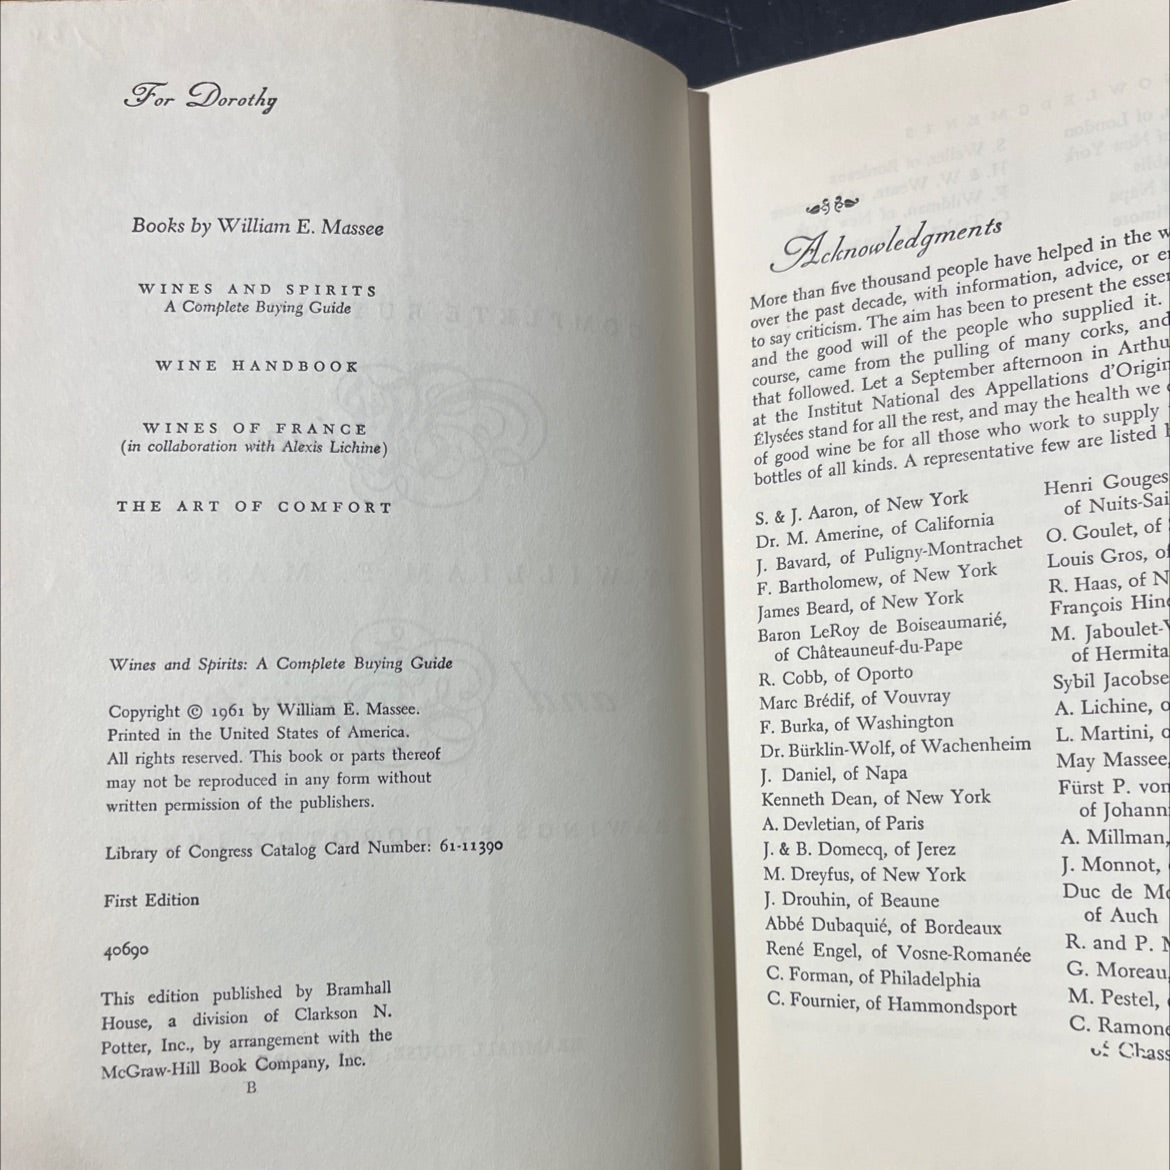 For Dorothy
Books by William E. Massee
WINES AND SPIRITS
A Complete Buying Guide
WINE HANDBOOK
WINES OF FRANCE
(in collaboration with Alexis Lichine)
THE ART OF COMFORT
Wines and Spirits: A Complete Buying Guide
Copyright © 1961 by William E. Massee.
Printed in the United States of America.
All rights reserved. This book or parts thereof
may not be reproduced in any form without
written permission of the publishers.
Library of Congress Catalog Card Number: 61-11390
First Edition
40690
This edition published by Bramhall
House, a division of Clarkson N.
Potter, Inc., by arrangement with the
McGraw-Hill Book Company, Inc.
B
Acknowledgments
More than five thousand people have helped in the
over the past decade, with information, advice, or
to say criticism. The aim has been to present the
and the good will of the people who supplied it.
course, came from the pulling of many corks, and
that followed. Let a September afternoon in
at the Institut National des Appellations
Élysées stand for all the rest, and may the health we
of good wine be for all those who work to supply
bottles of all kinds. A representative few are listed
S. & J. Aaron, of New York
Dr. M. Amerine, of California
J. Bavard, of Puligny-Montrachet
F. Bartholomew, of New York
James Beard, of New York
Baron LeRoy de Boiseaumarié,
of Châteauneuf-du-Pape
R. Cobb, of Oporto
Marc Brédif, of Vouvray
F. Burka, of Washington
Dr. Bürklin-Wolf, of Wachenheim
J. Daniel, of Napa
Kenneth Dean, of New York
A. Devletian, of Paris
J. & B. Domecq, of Jerez
M. Dreyfus, of New York
J. Drouhin, of Beaune
Abbé Dubaquié, of Bordeaux
René Engel, of Vosne-Romanée
C. Forman, of Philadelphia
C. Fournier, of Hammondsport
Henri Gouges
of
O. Goulet, of
Louis Gros,
R. Haas, of
François
M.
of
Sybil
A. Lichine,
L. Martini,
May Massee,
Fürst P. von
of
A. Millman,
J. Monnot,
Duc de
of Auch
R. and P.
G. Moreau,
M. Pestel,
C.
of